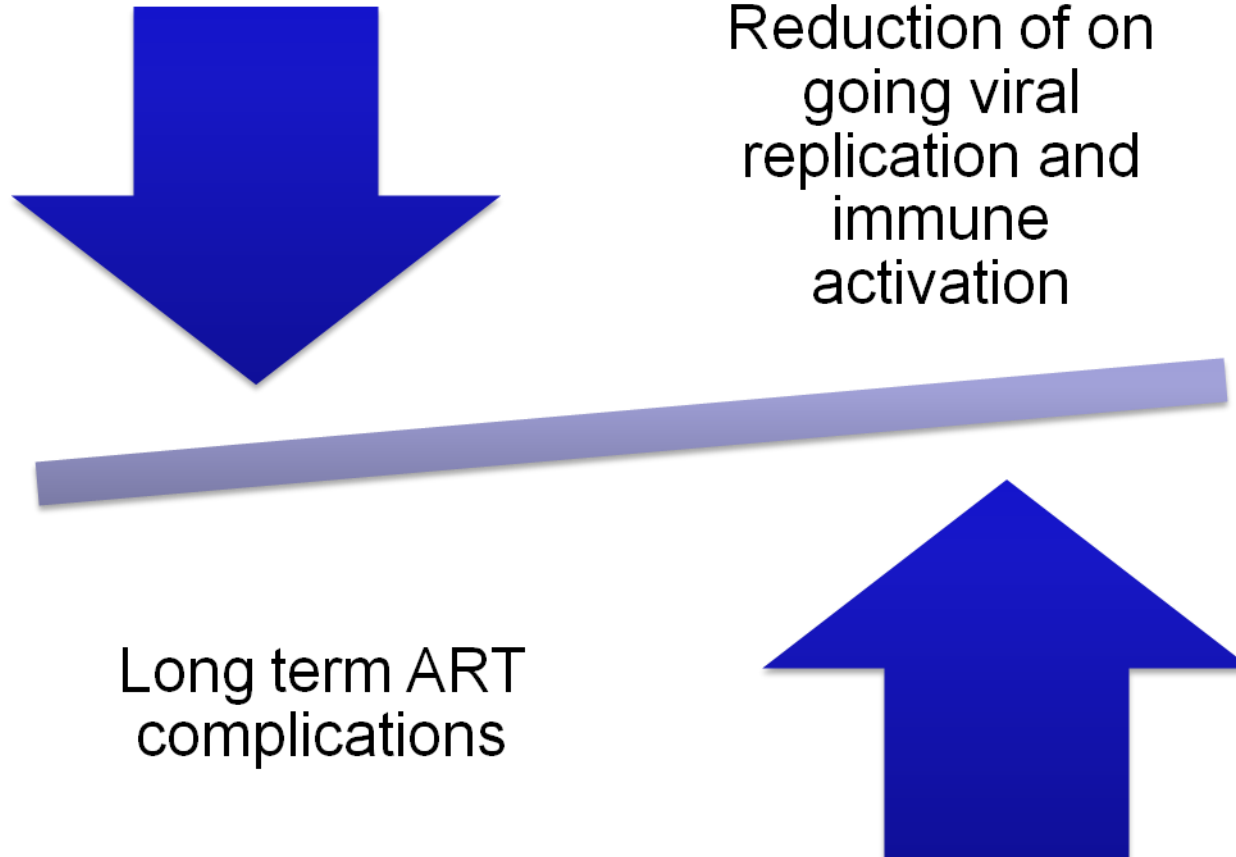 Reduction of on
going viral
replication and
immune
activation
Long term ART
complications